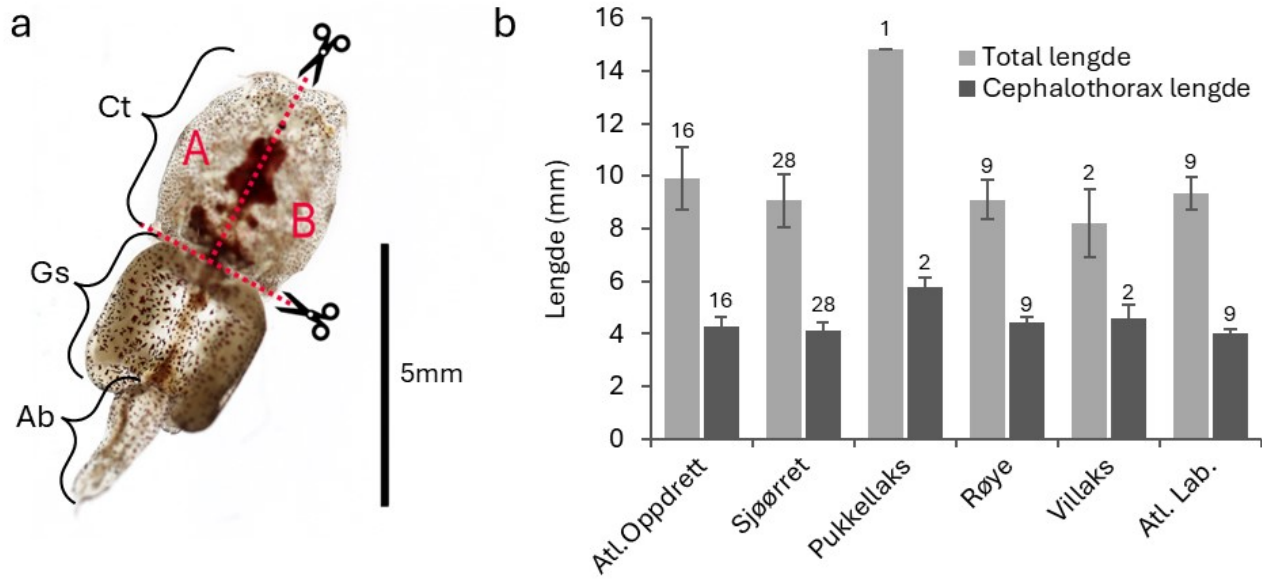 a
Ct
A
B
Gs
Ab
5mm
b
Lengde (mm)
16
14
12
10
8
6
4
2
0
Total lengde
Cephalothorax lengde
16
16
28
28
1
2
9
9
2
2
9
9
Atl.Oppdrett
Sjøørret
Pukkellaks
Røye
Villaks
Atl. Lab.